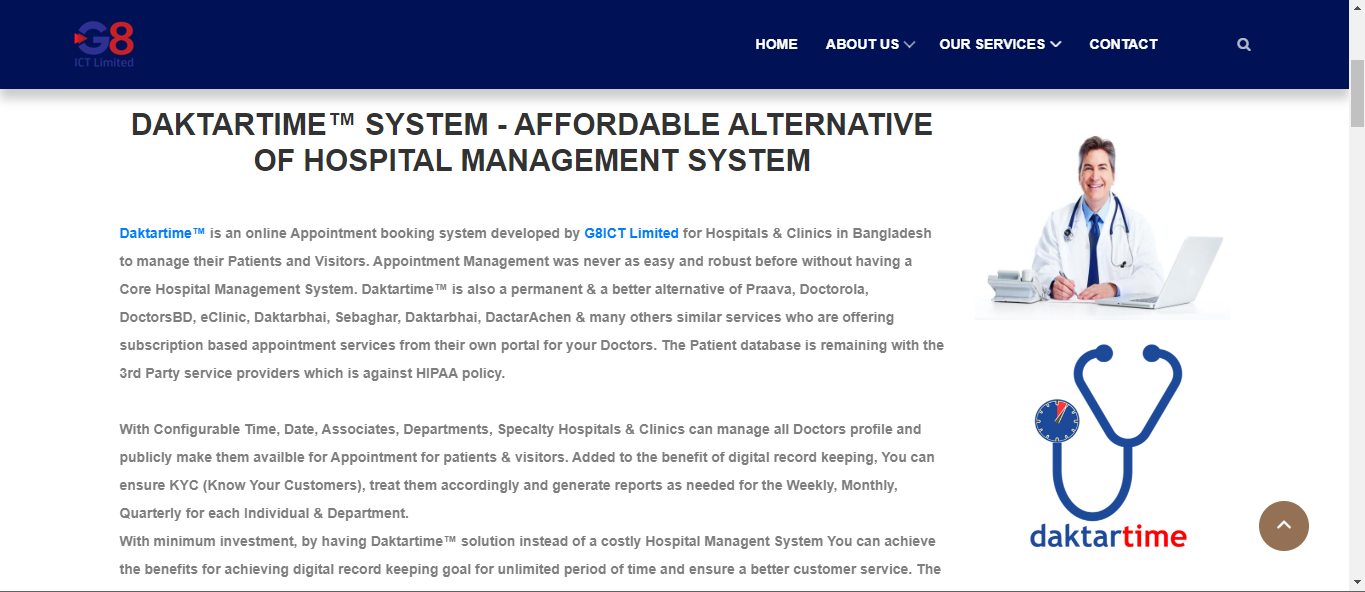 G8
ICT Limited
HOME ABOUT US OUR SERVICES CONTACT
DAKTARTIME™ SYSTEM - AFFORDABLE ALTERNATIVE
OF HOSPITAL MANAGEMENT SYSTEM
Daktartime™ is an online Appointment booking system developed by G8ICT Limited for Hospitals & Clinics in Bangladesh
to manage their Patients and Visitors. Appointment Management was never as easy and robust before without having a
Core Hospital Management System. Daktartime™ is also a permanent & a better alternative of Praava, Doctorola,
DoctorsBD, eClinic, Daktarbhai, Sebaghar, Daktarbhai, DactarAchen & many others similar services who are offering
subscription based appointment services from their own portal for your Doctors. The Patient database is remaining with the
3rd Party service providers which is against HIPAA policy.
With Configurable Time, Date, Associates, Departments, Specalty Hospitals & Clinics can manage all Doctors profile and
publicly make them availble for Appointment for patients & visitors. Added to the benefit of digital record keeping, You can
ensure KYC (Know Your Customers), treat them accordingly and generate reports as needed for the Weekly, Monthly,
Quarterly for each Individual & Department.
With minimum investment, by having Daktartime™ solution instead of a costly Hospital Managent System You can achieve
the benefits for achieving digital record keeping goal for unlimited period of time and ensure a better customer service. The
daktartime